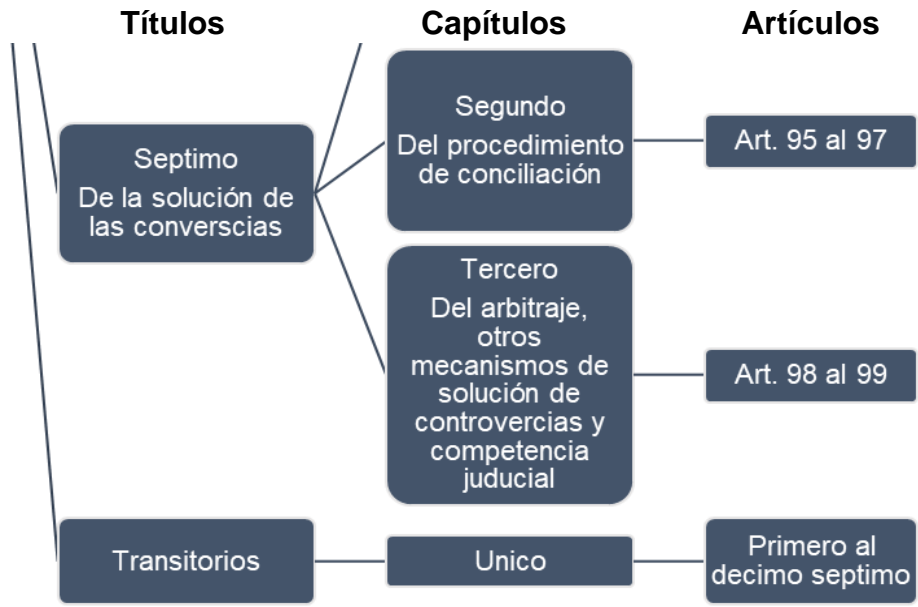 Títulos
Capítulos
Artículos
Septimo
De la solución de
las converscias
Segundo
Del procedimiento
de conciliación
Art. 95 al 97
Tercero
Del arbitraje,
otros
mecanismos de
solución de
controvercias y
competencia
juducial
Art. 98 al 99
Transitorios
Unico
Primero al
decimo septimo